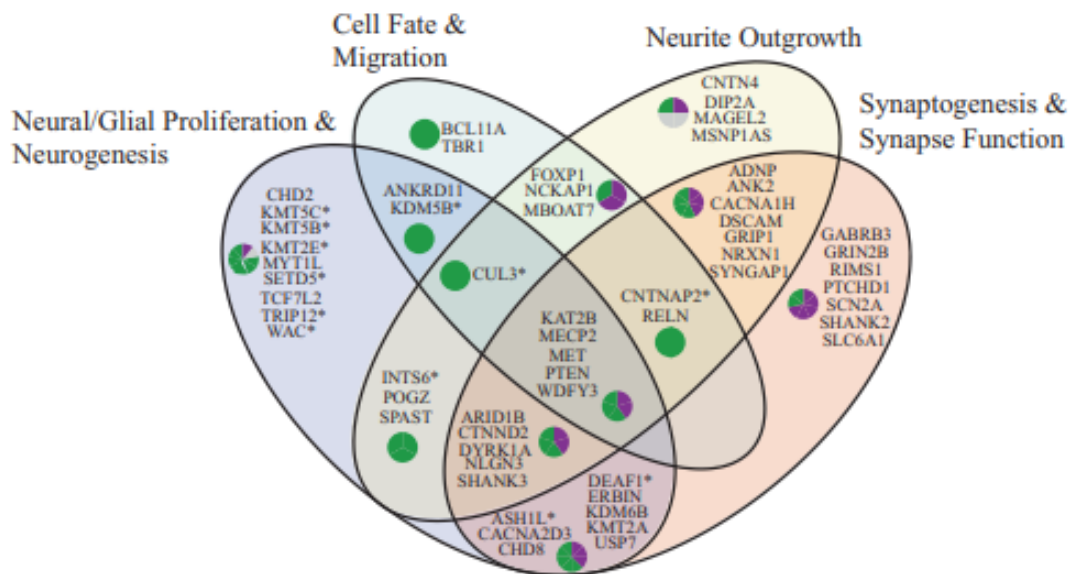 Cell Fate &
Migration
Neurite Outgrowth
Neural/Glial Proliferation &
Neurogenesis
Synaptogenesis &
Synapse Function
BCL11A
TBR1
CNTN4
DIP2A
MAGEL2
MSNP1AS
ANKRD11
KDM5B*
FOXP1
NCKAP1
MBOAT7
ADNP
ANK2
CACNA1H
DSCAM
GRIP1
NRXN1
SYNGAP1
CHD2
KMT5C*
KMT5B*
KMT2E*
MYT1L
SETD5*
TCF7L2
TRIP12*
WAC*
GABRB3
GRIN2B
RIMS1
PTCHD1
SCN2A
SHANK2
SLC6A1
CUL3*
CNTNAP2*
RELN
KAT2B
MECP2
MET
PTEN
WDFY3
INTS6*
POGZ
SPAST
ARID1B
CTNND2
DYRK1A
NLGN3
SHANK3
DEAF1*
ERBIN
KDM6B
KMT2A
USP7
ASH1L*
CACNA2D3
CHD8